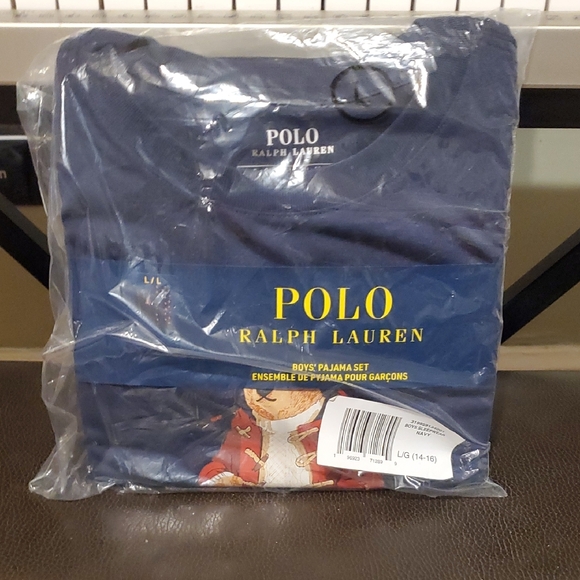 POLO
RALPH LAUREN
L/L
POLO
RALPH LAUREN
BOYS' PAJAMA SET
ENSEMBLE DE PYJAMA POUR GARÇONS
NAVY
L/G (14-16)